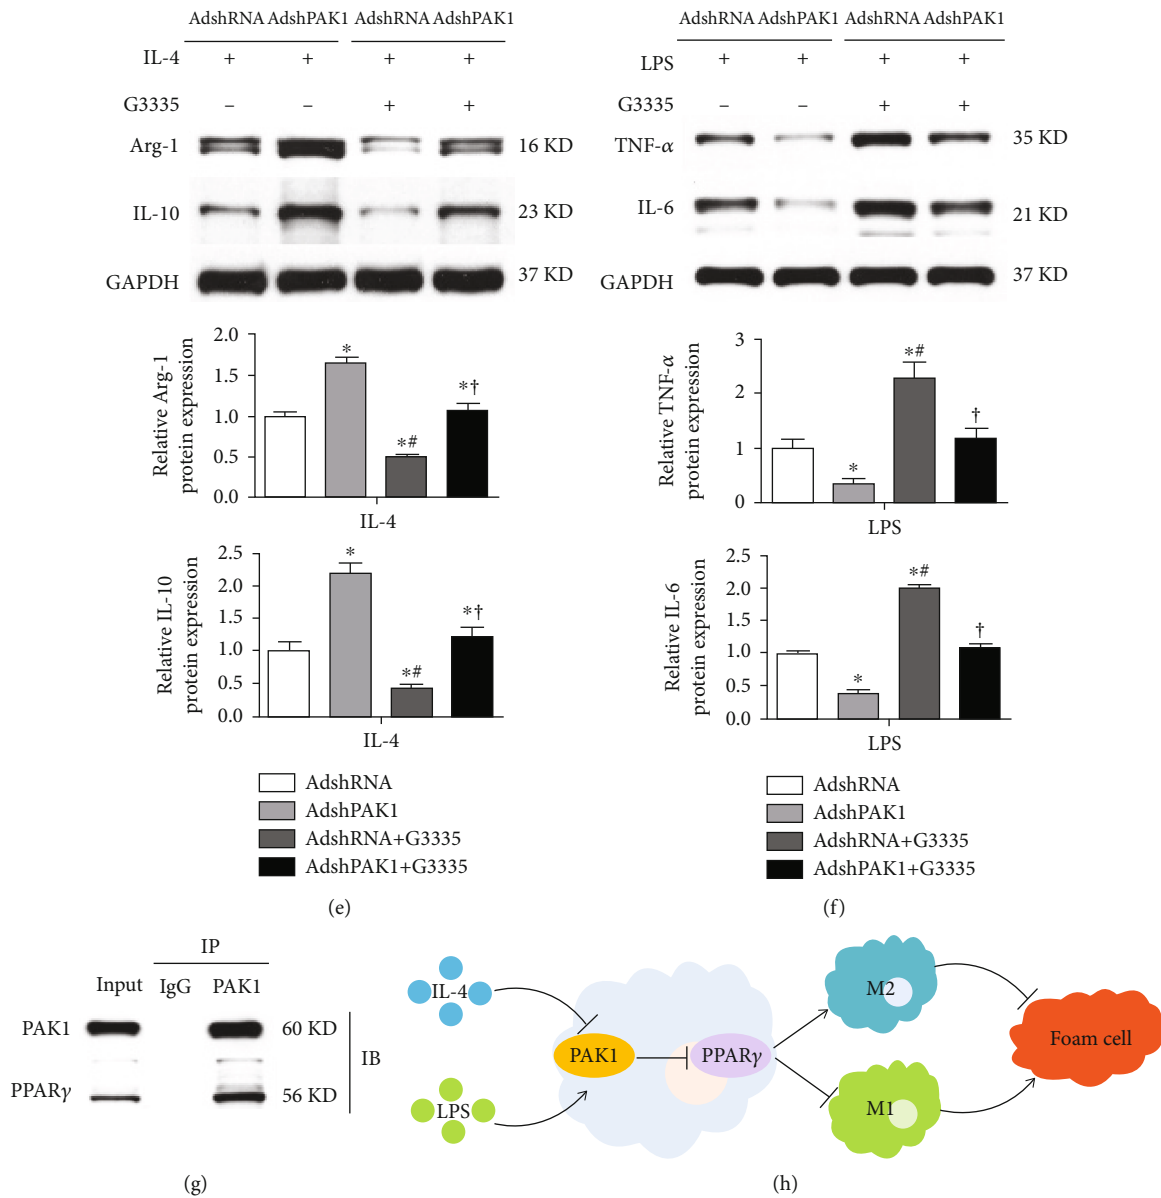 AdshRNA AdshPAK1 AdshRNA AdshPAK1
IL-4 + + + +
G3335 – – + +
Arg-1 16 KD
IL-10 23 KD
GAPDH 37 KD
Relative Arg-1
protein expression
2.0
1.5
1.0
0.5
0.0
*
*#
*†
IL-4
Relative IL-10
protein expression
2.5
2.0
1.5
1.0
0.5
0.0
*
*#
*†
IL-4
AdshRNA
AdshPAK1
AdshRNA+G3335
AdshPAK1+G3335
(e)
AdshRNA AdshPAK1 AdshRNA AdshPAK1
LPS + + + +
G3335 – – + +
TNF-α 35 KD
IL-6 21 KD
GAPDH 37 KD
Relative TNF-α
protein expression
3
2
1
0
*
*#
†
LPS
Relative IL-6
protein expression
2.5
2.0
1.5
1.0
0.5
0.0
*
*#
†
LPS
AdshRNA
AdshPAK1
AdshRNA+G3335
AdshPAK1+G3335
(f)
IP
Input IgG PAK1
PAK1 60 KD
IB
PPARγ 56 KD
(g)
IL-4
LPS
PAK1
PPARγ
M2
M1
Foam cell
(h)